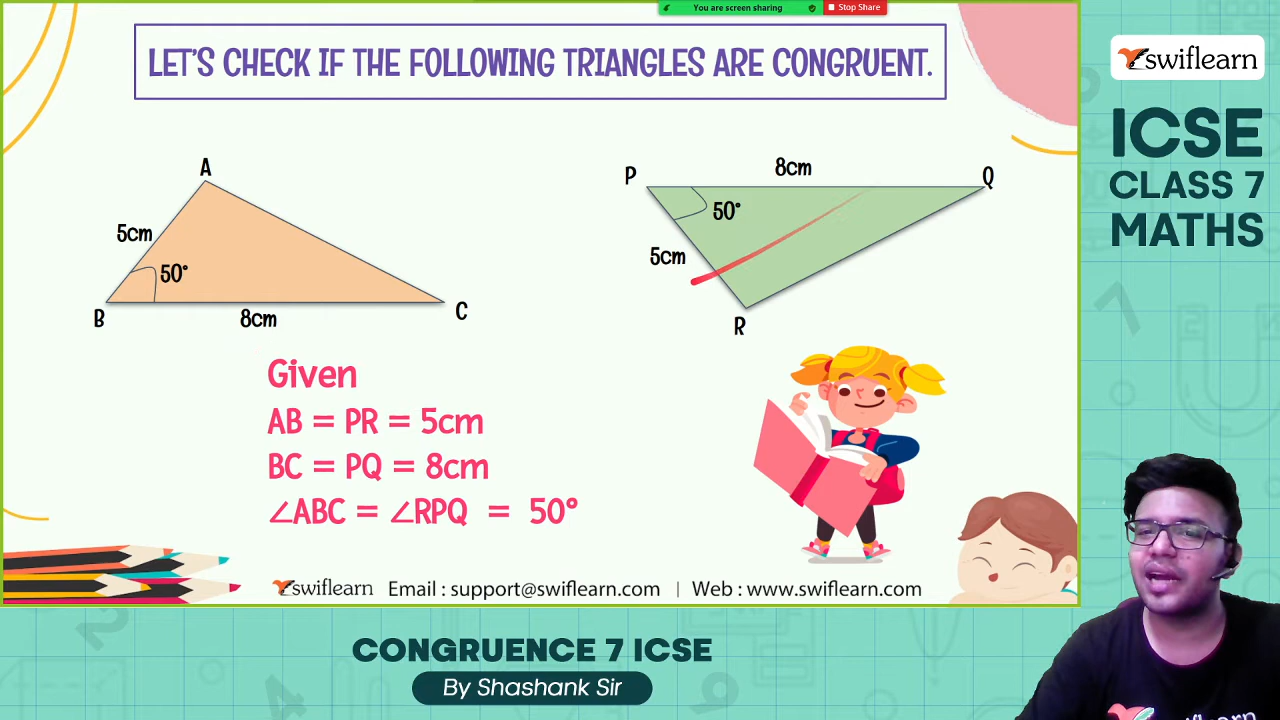 You are screen sharing
Stop Share
LET'S CHECK IF THE FOLLOWING TRIANGLES ARE CONGRUENT.
swiflearn
ICSE
CLASS 7
MATHS
A
5cm
50°
B
8cm
C
P
8cm
Q
50°
5cm
R
Given
AB = PR = 5cm
BC = PQ = 8cm
∠ABC = ∠RPQ = 50°
swiflearn Email : support@swiflearn.com | Web : www.swiflearn.com
CONGRUENCE 7 ICSE
By Shashank Sir
swiflearn